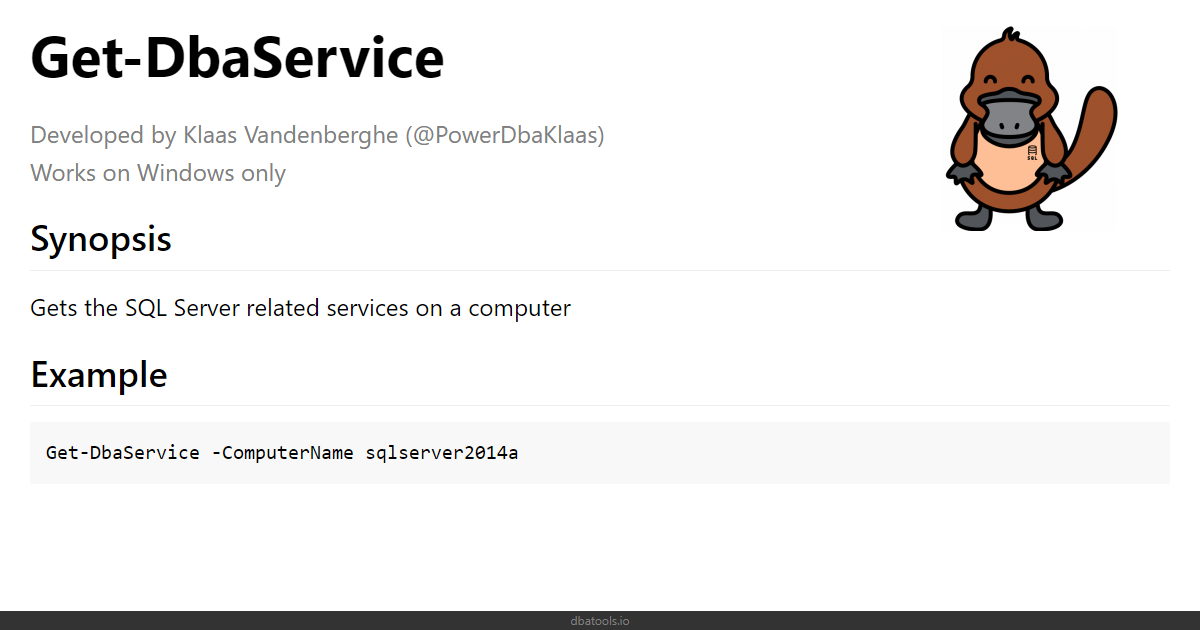 Get-DbaService
Developed by Klaas Vandenberghe (@PowerDbaKlaas)
Works on Windows only
SQL
Synopsis
Gets the SQL Server related services on a computer
Example
Get-DbaService -ComputerName sqlserver2014a
dbatools.io